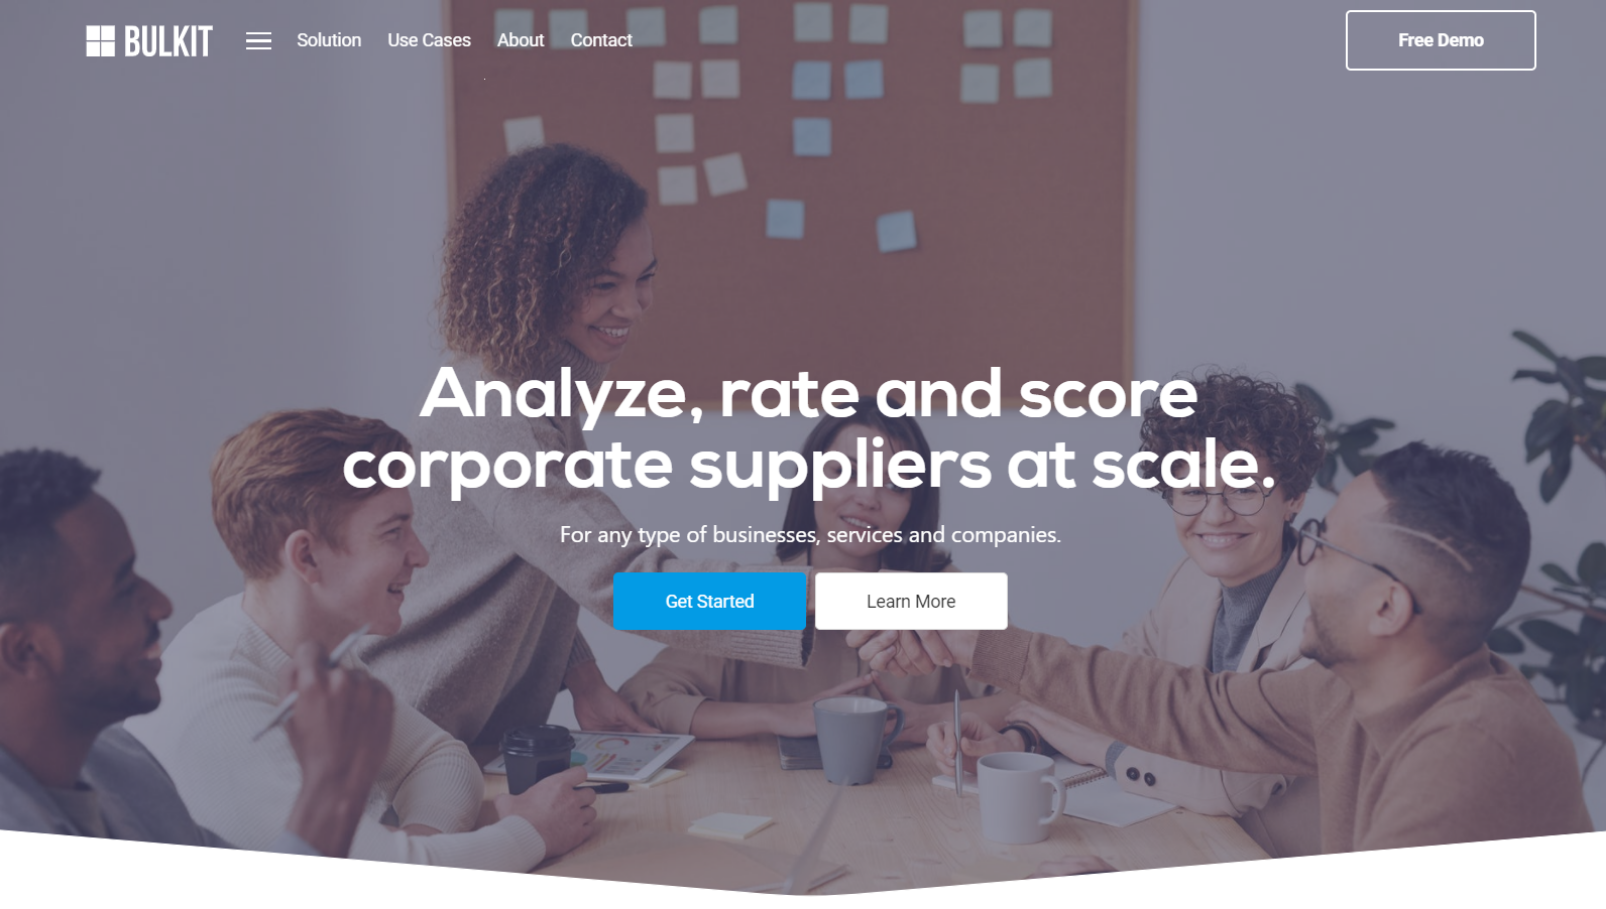 BULKIT
Solution
Use Cases
About
Contact
Free Demo
Analyze, rate and score
corporate suppliers at scale.
For any type of businesses, services and companies.
Get Started
Learn More